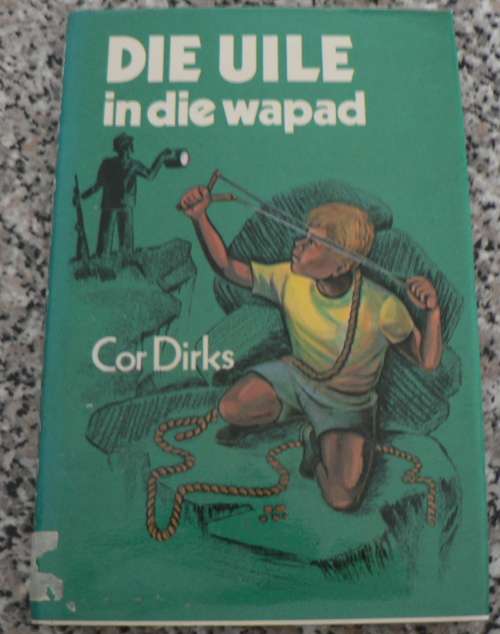 DIE UILE
in die wapad
Cor Dirks